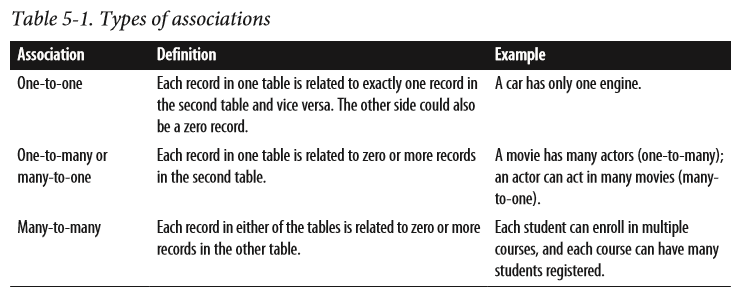 Table 5-1. Types of associations
Association Definition Example
One-to-one Each record in one table is related to exactly one record in A car has only one engine.
the second table and vice versa. The other side could also
be a zero record.
One-to-many or Each record in one table is related to zero or more records A movie has many actors (one-to-many);
many-to-one in the second table. an actor can act in many movies (many-
to-one).
Many-to-many Each record in either of the tables is related to zero or more Each student can enroll in multiple
records in the other table. courses, and each course can have many
students registered.